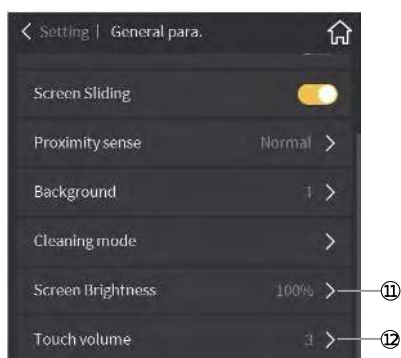 Setting | General para.
Screen Sliding
Proximity sense Normal
Background 1
Cleaning mode
Screen Brightness 100% ⑪
Touch volume 3 ⑫